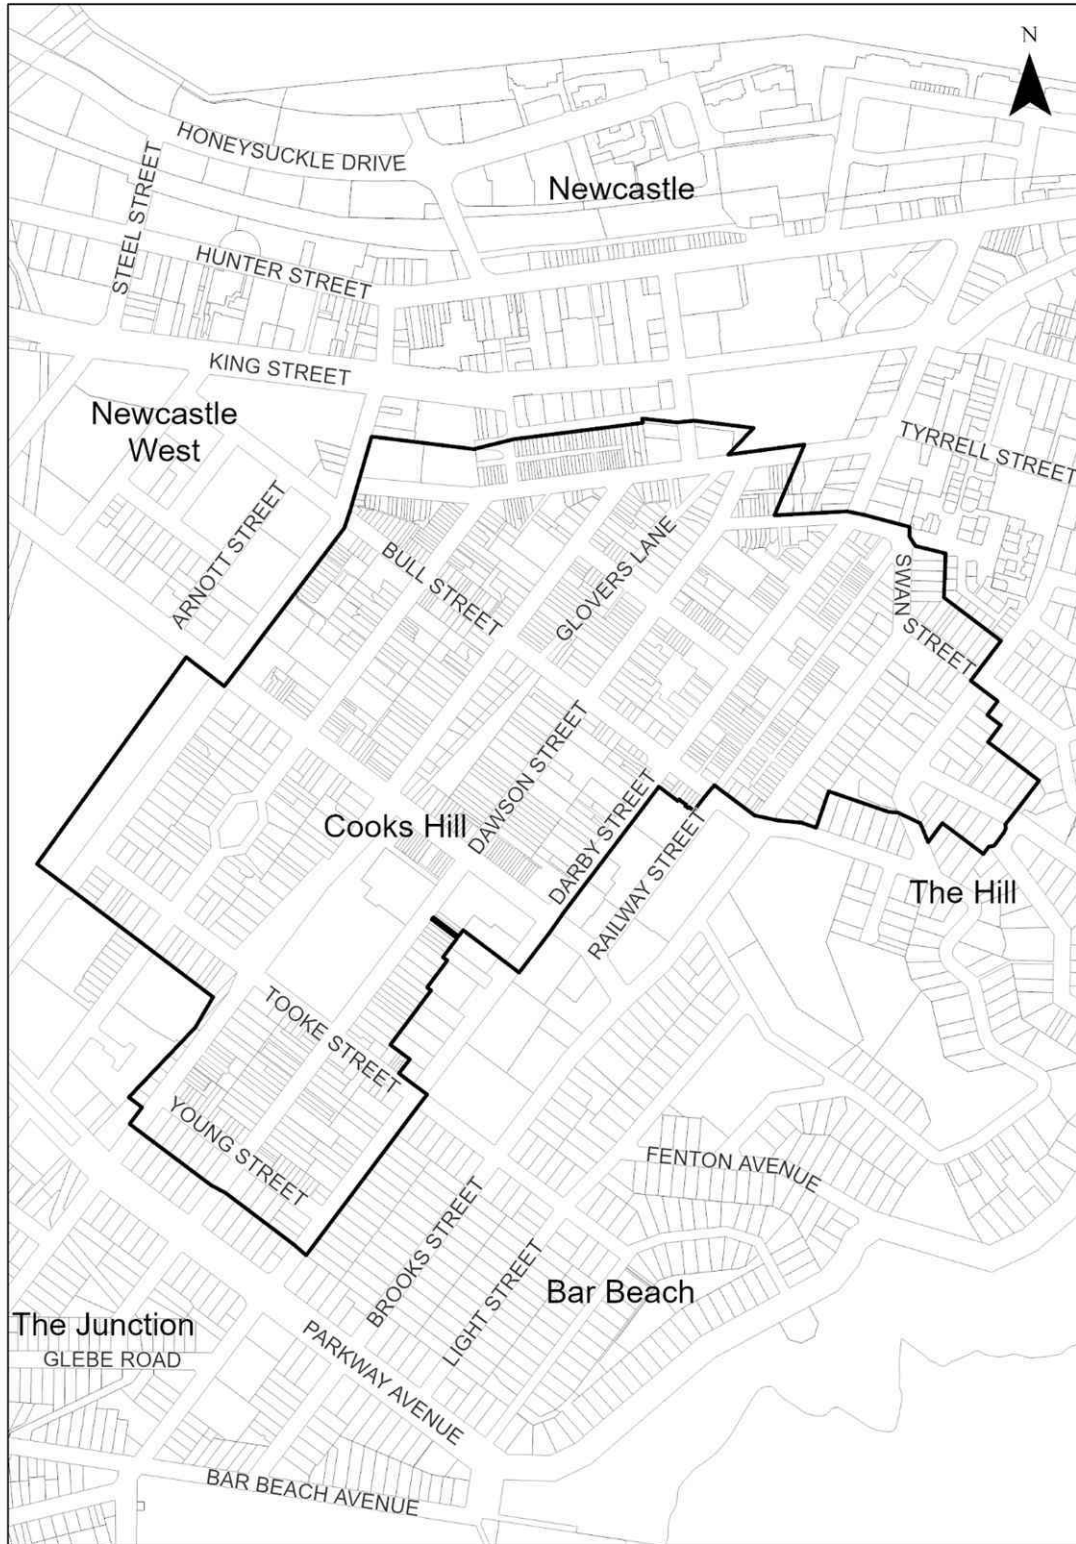 N
HONEYSUCKLE DRIVE
Newcastle
STEEL STREET
HUNTER STREET
KING STREET
Newcastle
West
TYRRELL STREET
ARNOTT STREET
BULL STREET
GLOVERS LANE
SWAN STREET
DAWSON STREET
Cooks Hill
DARBY STREET
RAILWAY STREET
The Hill
TOOKE STREET
YOUNG STREET
FENTON AVENUE
BROOKS STREET
LIGHT STREET
Bar Beach
The Junction
GLEBE ROAD
PARKWAY AVENUE
BAR BEACH AVENUE